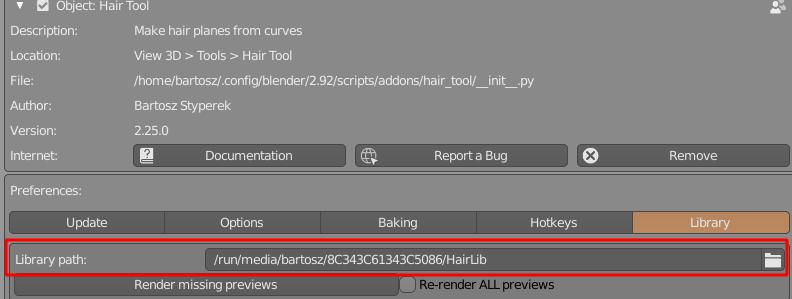 Object: Hair Tool
Description: Make hair planes from curves
Location: View 3D > Tools > Hair Tool
File: /home/bartosz/.config/blender/2.92/scripts/addons/hair_tool/__init__.py
Author: Bartosz Styperek
Version: 2.25.0
Internet: Documentation Report a Bug Remove
Preferences:
Update Options Baking Hotkeys Library
Library path: /run/media/bartosz/8C343C61343C5086/HairLib
Render missing previews Re-render ALL previews